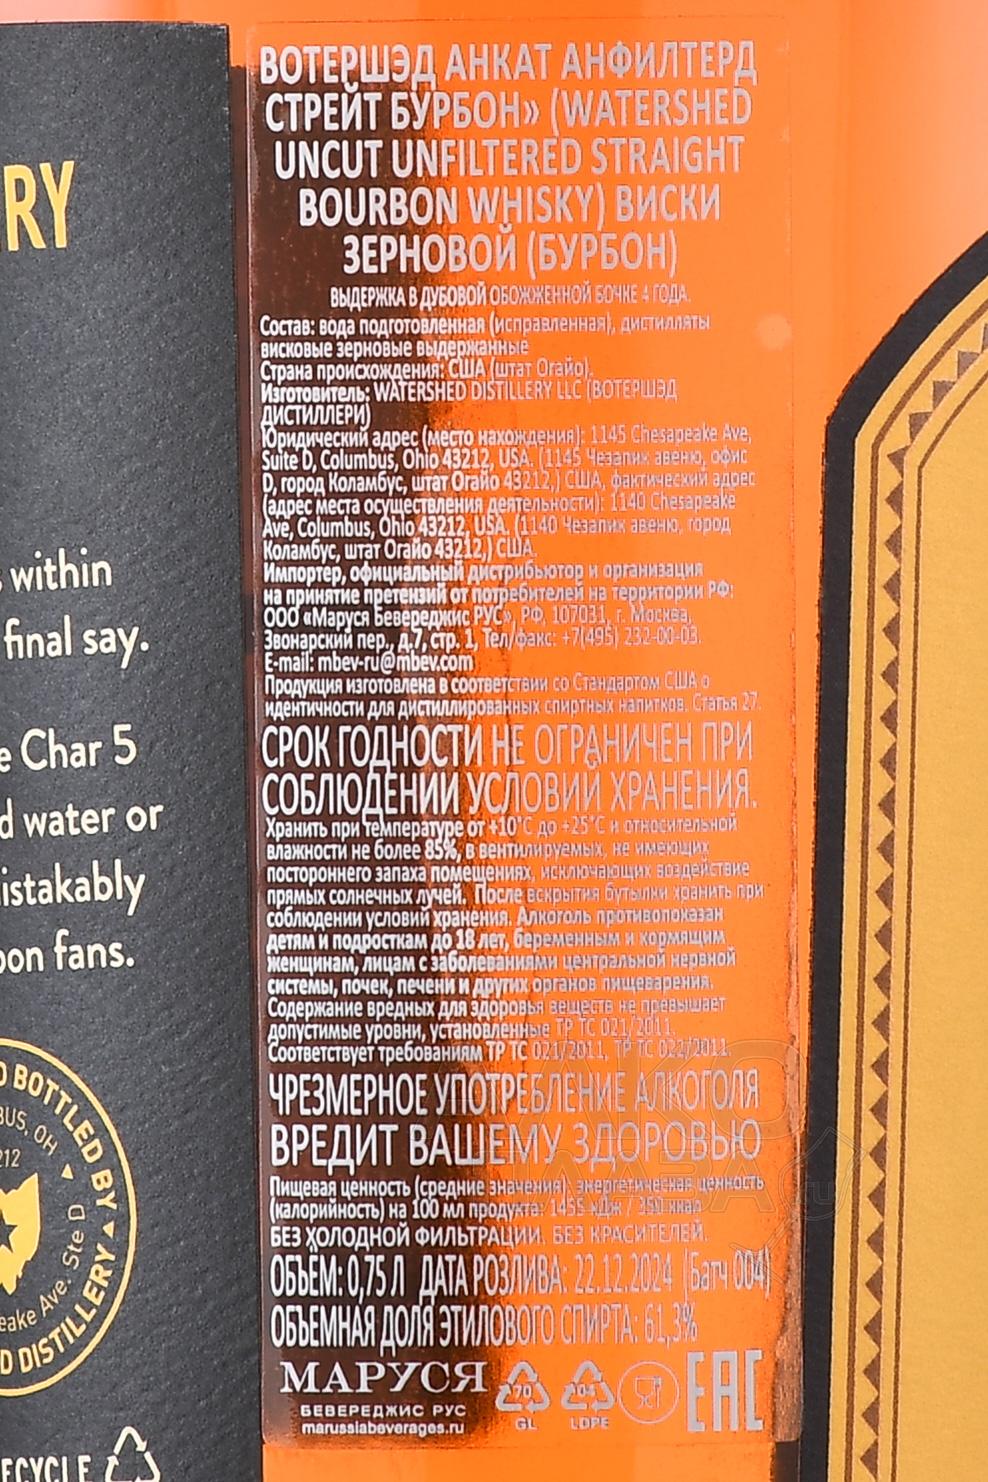 RY
within
final say.
Char 5
water or
istakably
fans.
BOTTLED BY
OH
Ave. Ste D
DISTILLERY
ВОТЕРШЭД АНКАТ АНФИЛТЕРД
СТРЕЙТ БУРБОН» (WATERSHED
UNCUT UNFILTERED STRAIGHT
BOURBON WHISKY) ВИСКИ
ЗЕРНОВОЙ (БУРБОН)
ВЫДЕРЖКА В ДУБОВОЙ ОБОЖЖЕННОЙ БОЧКЕ 4 ГОДА.
Состав: вода подготовленная (исправленная), дистилляты
висковые зерновые выдержанные
Страна происхождения: США (штат Огайо).
Изготовитель: WATERSHED DISTILLERY LLC (ВОТЕРШЭД
ДИСТИЛЛЕРИ)
Юридический адрес (место нахождения): 1145 Chesapeake Ave,
Suite D, Columbus, Ohio 43212, USA. (1145 Чезапик авеню, офис
D, город Коламбус, штат Огайо 43212,) США, фактический адрес
(адрес места осуществления деятельности): 1140 Chesapeake
Ave, Columbus, Ohio 43212, USA. (1140 Чезапик авеню, город
Коламбус, штат Огайо 43212,) США.
Импортер, официальный дистрибьютор и организация
на принятие претензий от потребителей на территории РФ:
ООО «Маруся Бевереджис РУС», РФ, 107031, г. Москва,
Звонарский пер., д.7, стр. 1, Тел/факс: +7(495) 232-00-03.
E-mail: mbev-ru@mbev.com
Продукция изготовлена в соответствии со Стандартом США о
идентичности для дистиллированных спиртных напитков. Статья 27.
СРОК ГОДНОСТИ НЕ ОГРАНИЧЕН ПРИ
СОБЛЮДЕНИИ УСЛОВИЙ ХРАНЕНИЯ.
Хранить при температуре от +10°С до +25°С и относительной
влажности не более 85%, в вентилируемых, не имеющих
постороннего запаха помещениях, исключающих воздействие
прямых солнечных лучей. После вскрытия бутылки хранить при
соблюдении условий хранения. Алкоголь противопоказан
детям и подросткам до 18 лет, беременным и кормящим
женщинам, лицам с заболеваниями центральной нервной
системы, почек, печени и других органов пищеварения.
Содержание вредных для здоровья веществ не превышает
допустимые уровни, установленные ТР ТС 021/2011.
Соответствует требованиям ТР ТС 021/2011, ТР ТС 022/2011.
ЧРЕЗМЕРНОЕ УПОТРЕБЛЕНИЕ АЛКОГОЛЯ
ВРЕДИТ ВАШЕМУ ЗДОРОВЬЮ
Пищевая ценность (средние значения), энергетическая ценность
(калорийность) на 100 мл продукта: 1455 кДж / 350 ккал
БЕЗ ХОЛОДНОЙ ФИЛЬТРАЦИИ. БЕЗ КРАСИТЕЛЕЙ.
ОБЪЕМ: 0,75 Л ДАТА РОЗЛИВА: 22.12.2024 (Батч 004)
ОБЪЕМНАЯ ДОЛЯ ЭТИЛОВОГО СПИРТА: 61,3%
МАРУСЯ
БЕВЕРЕДЖИС РУС
marussiabeverages.ru
70
GL
04
LDPE
EAC